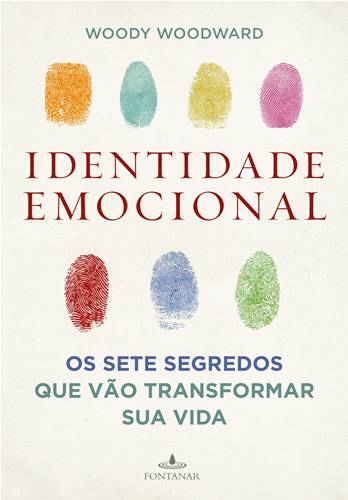 WOODY WOODWARD
IDENTIDADE
EMOCIONAL
OS SETE SEGREDOS
QUE VÃO TRANSFORMAR
SUA VIDA
FONTANAR